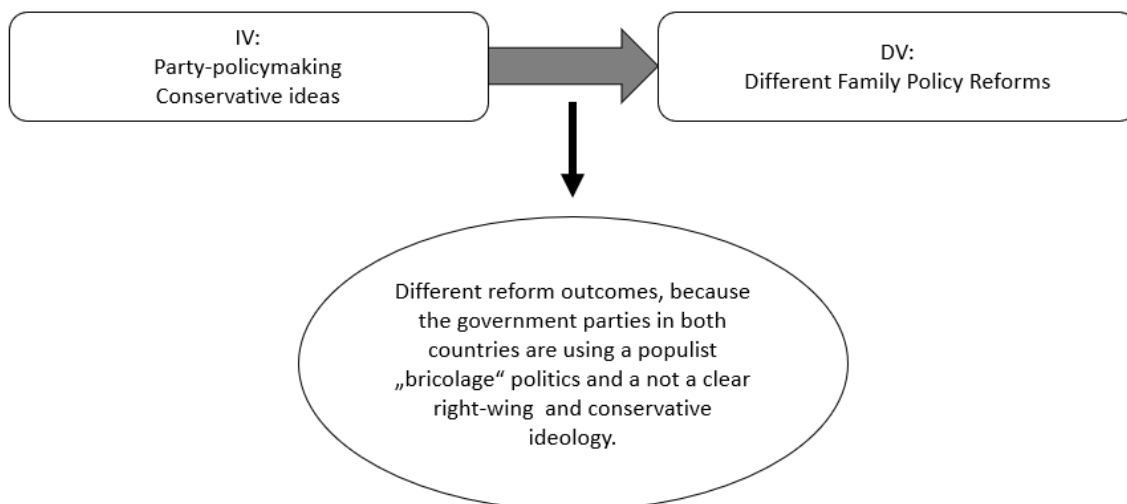 IV:
Party-policymaking
Conservative ideas
DV:
Different Family Policy Reforms
Different reform outcomes, because
the government parties in both
countries are using a populist
„bricolage“ politics and a not a clear
right-wing  and conservative
ideology.